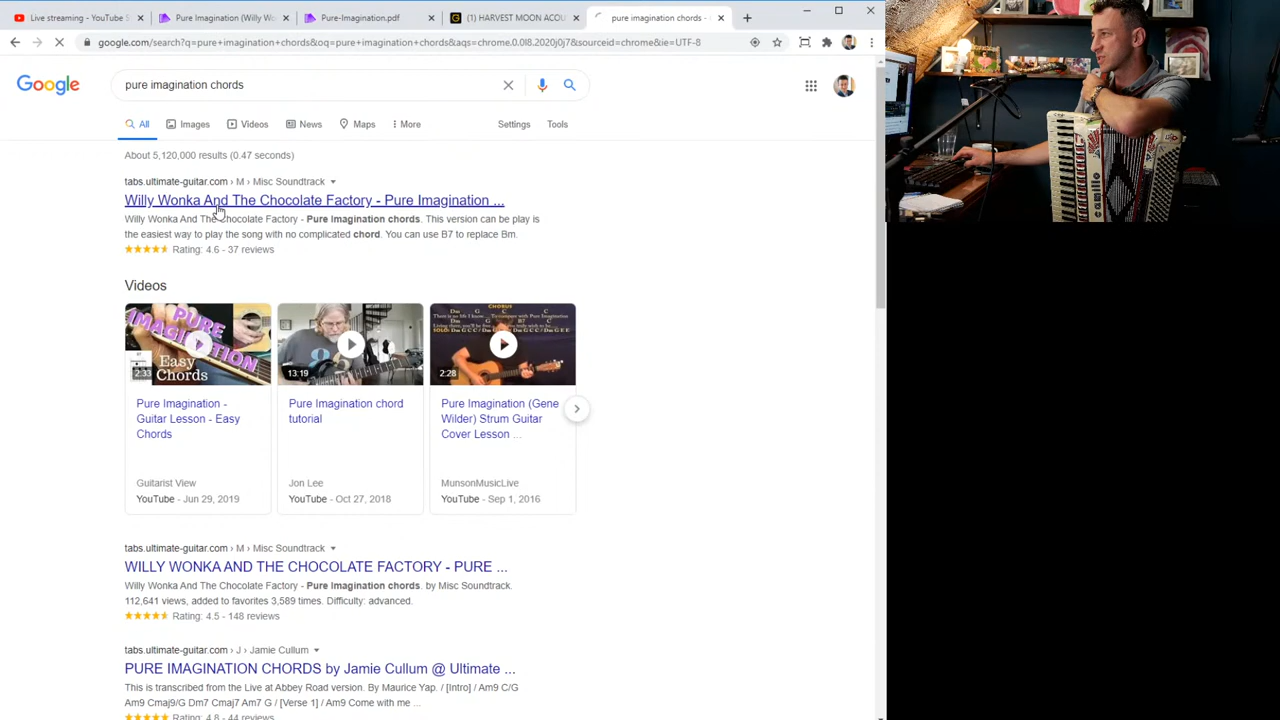 Live streaming - YouTube S
Pure Imagination (Willy Wo
Pure-Imagination.pdf
(1) HARVEST MOON ACOU
pure imagination chords -
google.com/search?q=pure+imagination+chords&oq=pure+imagination+chords&aqs=chrome.0.0l8.2020j0j7&sourceid=chrome&ie=UTF-8
Google
pure imagination chords
All
Images
Videos
News
Maps
More
Settings
Tools
About 5,120,000 results (0.47 seconds)
tabs.ultimate-guitar.com › M › Misc Soundtrack
Willy Wonka And The Chocolate Factory - Pure Imagination ...
Willy Wonka And The Chocolate Factory - Pure Imagination chords. This version can be play is
the easiest way to play the song with no complicated chord. You can use B7 to replace Bm.
Rating: 4.6 - 37 reviews
Videos
PURE
IMAGINATION
Easy
Chords
2:33
13:19
CHORUS
2:28
Pure Imagination -
Guitar Lesson - Easy
Chords
Guitarist View
YouTube - Jun 29, 2019
Pure Imagination chord
tutorial
Jon Lee
YouTube - Oct 27, 2018
Pure Imagination (Gene
Wilder) Strum Guitar
Cover Lesson ...
MunsonMusicLive
YouTube - Sep 1, 2016
tabs.ultimate-guitar.com › M › Misc Soundtrack
WILLY WONKA AND THE CHOCOLATE FACTORY - PURE ...
Willy Wonka And The Chocolate Factory - Pure Imagination chords. by Misc Soundtrack.
112,641 views, added to favorites 3,589 times. Difficulty: advanced.
Rating: 4.5 - 148 reviews
tabs.ultimate-guitar.com › J › Jamie Cullum
PURE IMAGINATION CHORDS by Jamie Cullum @ Ultimate ...
This is transcribed from the Live at Abbey Road version. By Maurice Yap. / [Intro] / Am9 C/G
Am9 Cmaj9/G Dm7 Cmaj7 Am7 G / [Verse 1] / Am9 Come with me ...
Rating: 4.8 - 44 reviews
camillo